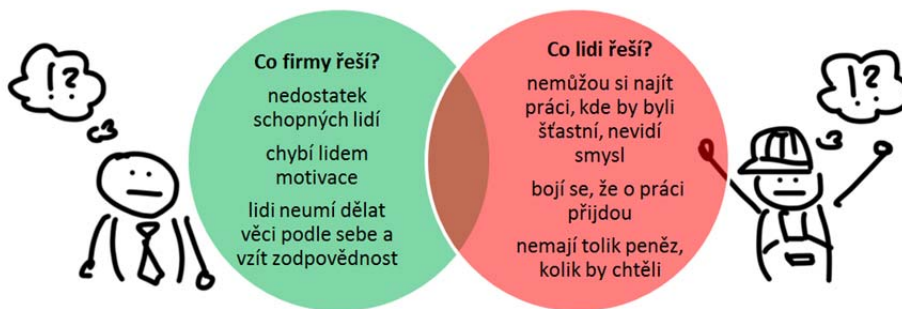 !?
Co firmy řeší?
nedostatek
schopných lidí
chybí lidem
motivace
lidi neumí dělat
věci podle sebe a
vzít zodpovědnost
Co lidi řeší?
nemůžou si najít
práci, kde by byli
šťastní, nevidí
smysl
bojí se, že o práci
přijdou
nemají tolik peněz,
kolik by chtěli
!?